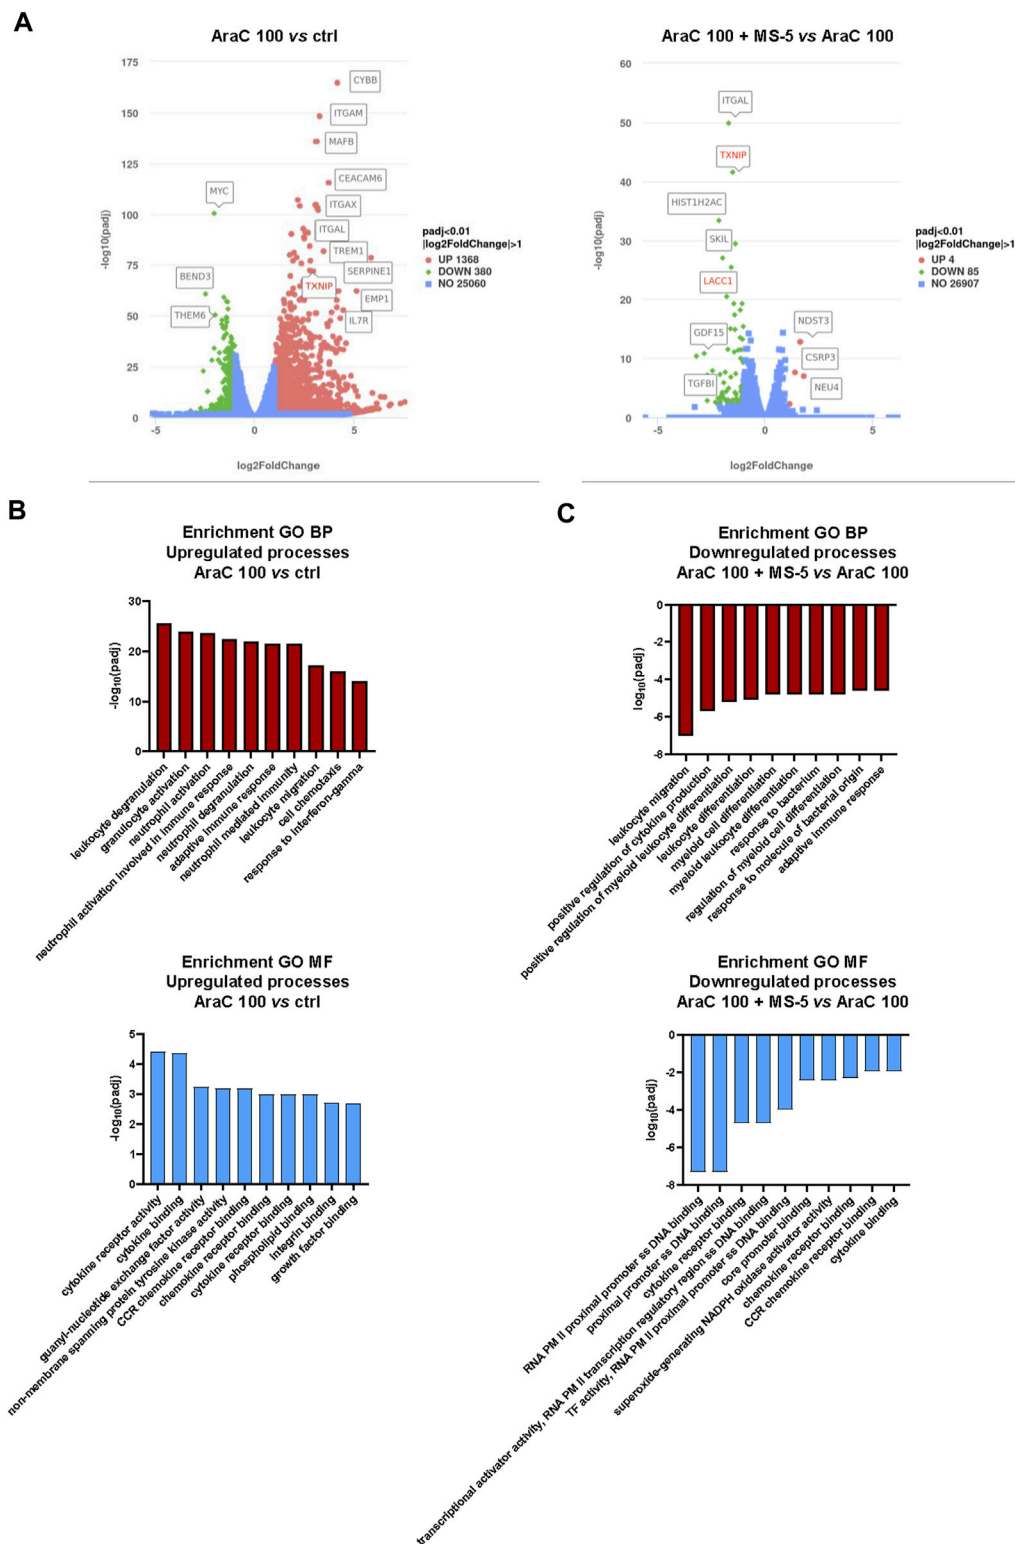 A
AraC 100 vs ctrl
175
150
125
100
75
50
25
0
-5
0
5
-log10(padj)
log2FoldChange
CYBB
ITGAM
MAFB
CEACAM6
MYC
ITGAX
ITGAL
TREM1
BEND3
SERPINE1
TXNIP
EMP1
THEM6
IL7R
padj<0.01
|log2FoldChange|>1
UP 1368
DOWN 380
NO 25060
AraC 100 + MS-5 vs AraC 100
60
50
40
30
20
10
0
-5
0
5
-log10(padj)
log2FoldChange
ITGAL
TXNIP
HIST1H2AC
SKIL
LACC1
NDST3
GDF15
CSRP3
TGFBI
NEU4
padj<0.01
|log2FoldChange|>1
UP 4
DOWN 85
NO 26907
B
Enrichment GO BP
Upregulated processes
AraC 100 vs ctrl
30
20
10
0
-log10(padj)
leukocyte degranulation
granulocyte activation
neutrophil activation
neutrophil activation involved in immune response
neutrophil degranulation
adaptive immune response
neutrophil mediated immunity
leukocyte migration
cell chemotaxis
response to interferon-gamma
C
Enrichment GO BP
Downregulated processes
AraC 100 + MS-5 vs AraC 100
0
-2
-4
-6
-8
log10(padj)
leukocyte migration
positive regulation of cytokine production
positive regulation of myeloid leukocyte differentiation
leukocyte differentiation
myeloid cell differentiation
myeloid leukocyte differentiation
response to bacterium
regulation of myeloid cell differentiation
response to molecule of bacterial origin
adaptive immune response
Enrichment GO MF
Upregulated processes
AraC 100 vs ctrl
5
4
3
2
1
0
-log10(padj)
cytokine receptor activity
cytokine binding
guanyl-nucleotide exchange factor activity
non-membrane spanning protein tyrosine kinase activity
CCR chemokine receptor binding
chemokine receptor binding
cytokine receptor binding
phospholipid binding
integrin binding
growth factor binding
Enrichment GO MF
Downregulated processes
AraC 100 + MS-5 vs AraC 100
0
-2
-4
-6
-8
log10(padj)
RNA PM II proximal promoter ss DNA binding
proximal promoter ss DNA binding
cytokine receptor binding
transcriptional activator activity, RNA PM II transcription regulatory region ss DNA binding
TF activity, RNA PM II proximal promoter ss DNA binding
core promoter binding
superoxide-generating NADPH oxidase activator activity
chemokine receptor binding
CCR chemokine receptor binding
cytokine binding